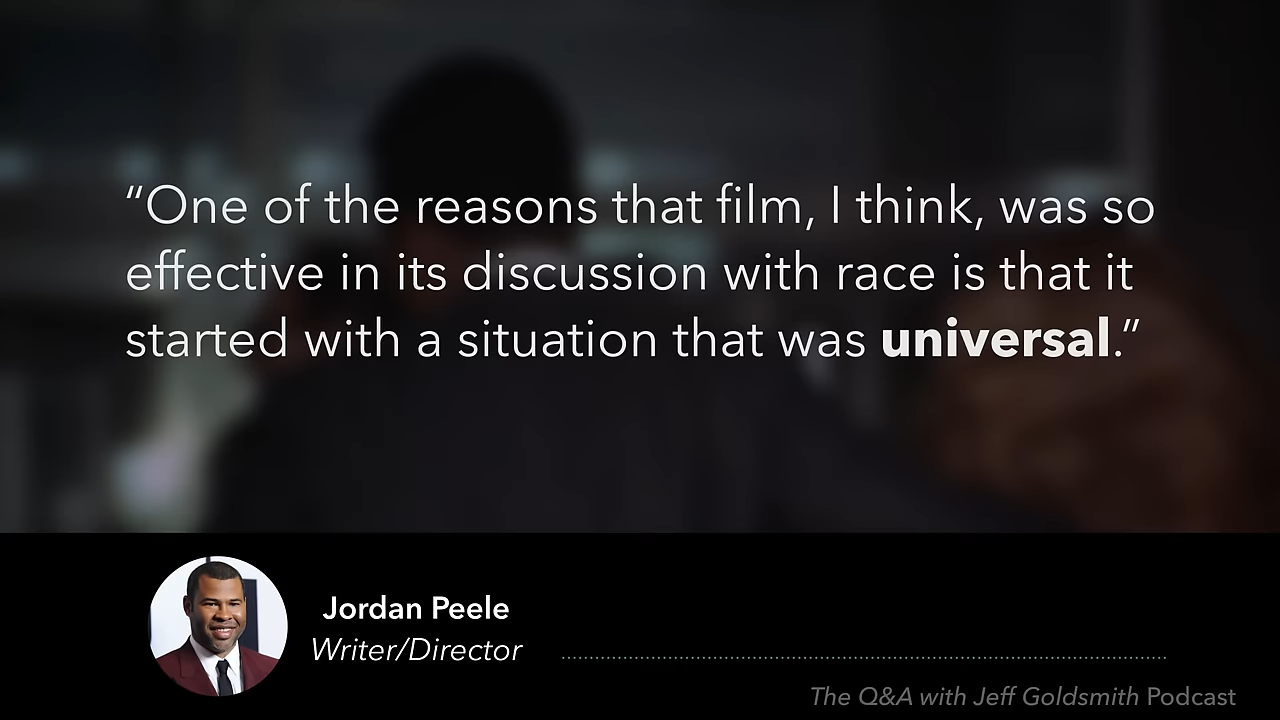 “One of the reasons that film, I think, was so
effective in its discussion with race is that it
started with a situation that was universal.”
Jordan Peele
Writer/Director
The Q&A with Jeff Goldsmith Podcast